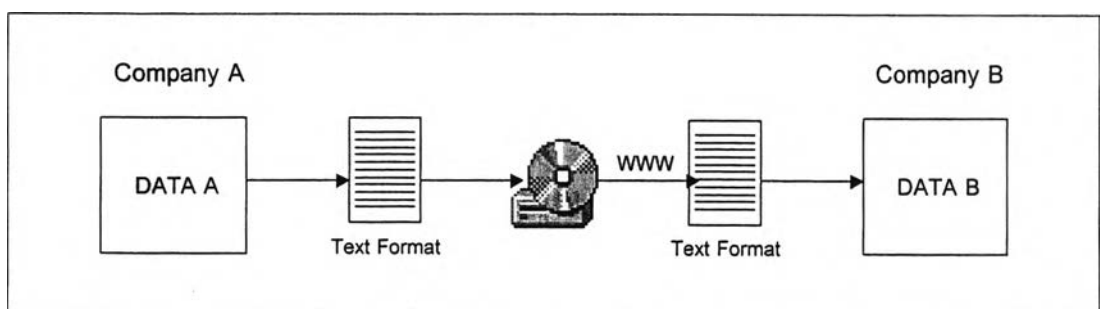 Company A
Company B
DATA A
WWW
DATA B
Text Format
Text Format